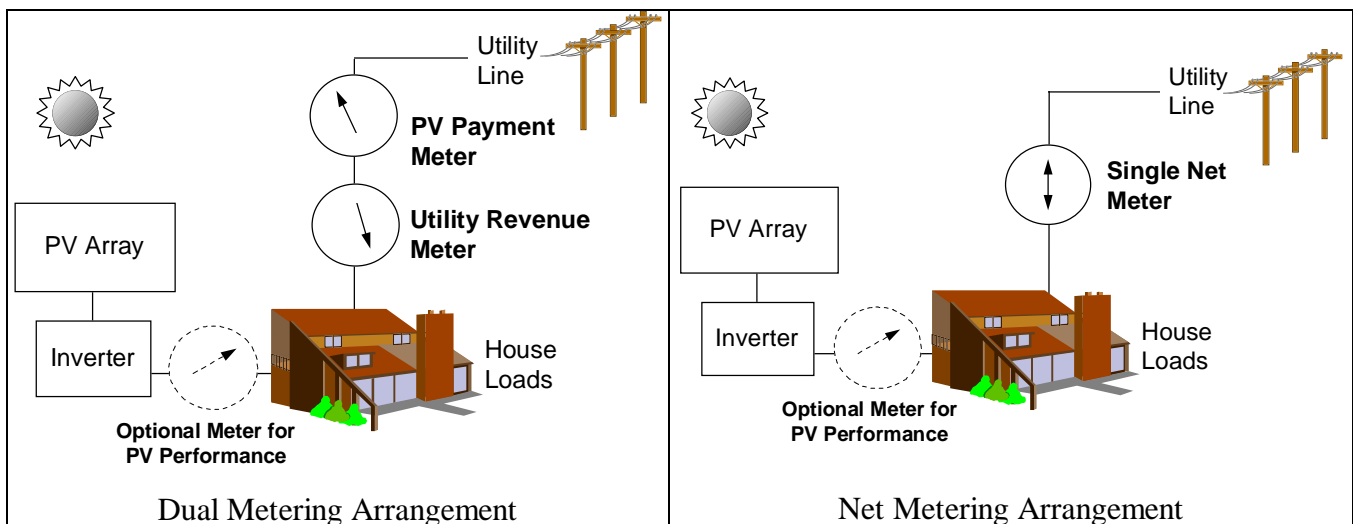 Utility
Line
PV Payment
Meter
Utility Revenue
Meter
PV Array
Inverter
House
Loads
Optional Meter for
PV Performance
Dual Metering Arrangement
Utility
Line
Single Net
Meter
PV Array
Inverter
House
Loads
Optional Meter for
PV Performance
Net Metering Arrangement